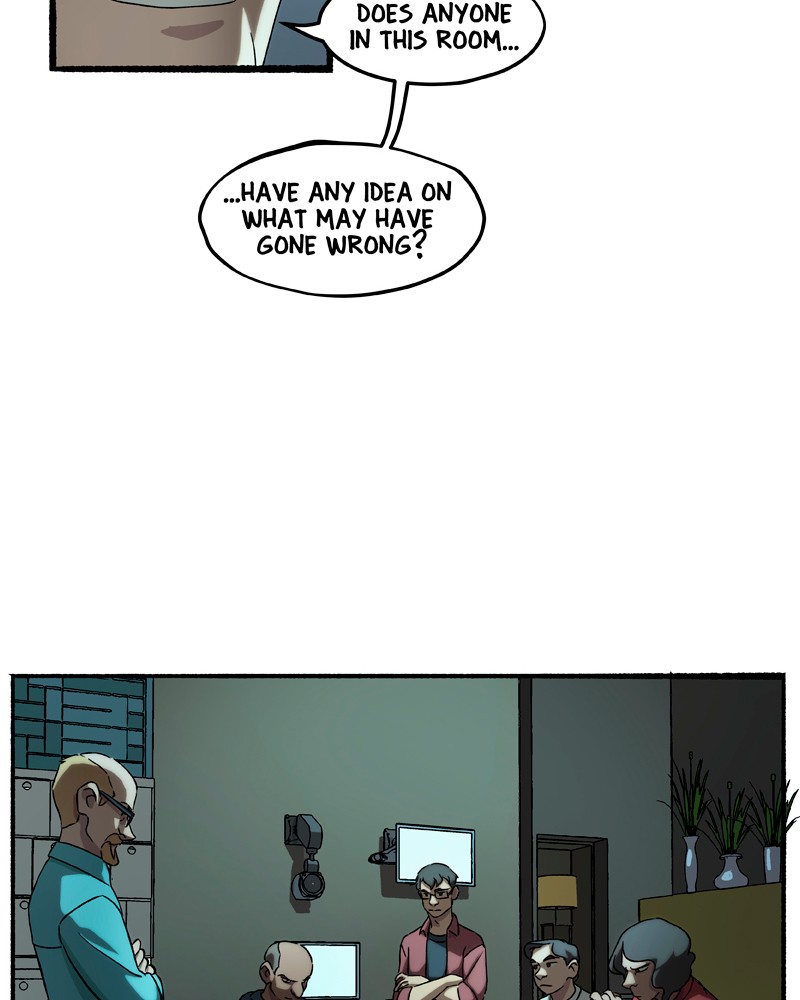 DOES ANYONE
IN THIS ROOM...
...HAVE ANY IDEA ON
WHAT MAY HAVE
GONE WRONG?